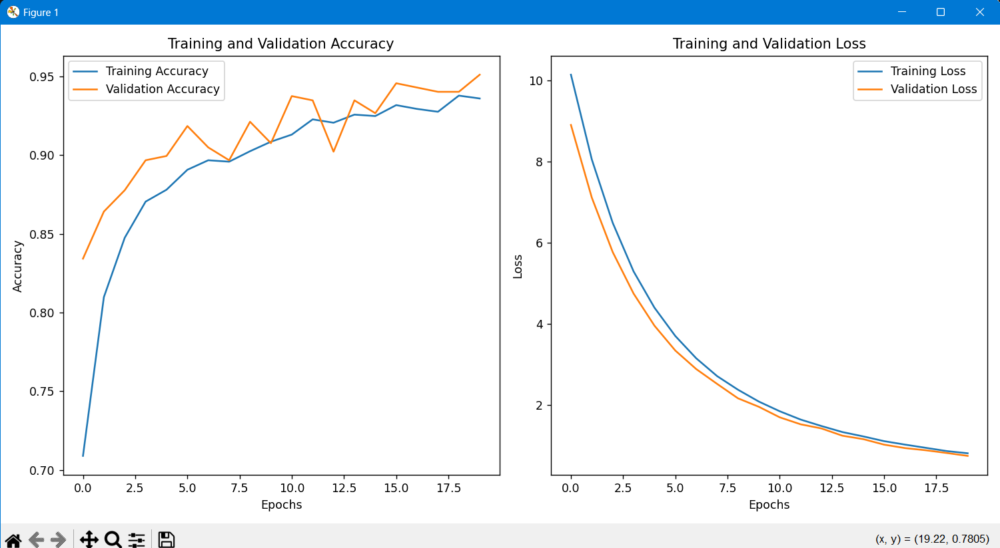 Figure 1
Training and Validation Accuracy
Training Accuracy
Validation Accuracy
0.95
0.90
0.85
0.80
0.75
0.70
Accuracy
0.0 2.5 5.0 7.5 10.0 12.5 15.0 17.5
Epochs
Training and Validation Loss
Training Loss
Validation Loss
10
8
6
4
2
Loss
0.0 2.5 5.0 7.5 10.0 12.5 15.0 17.5
Epochs
(x, y) = (19.22, 0.7805)